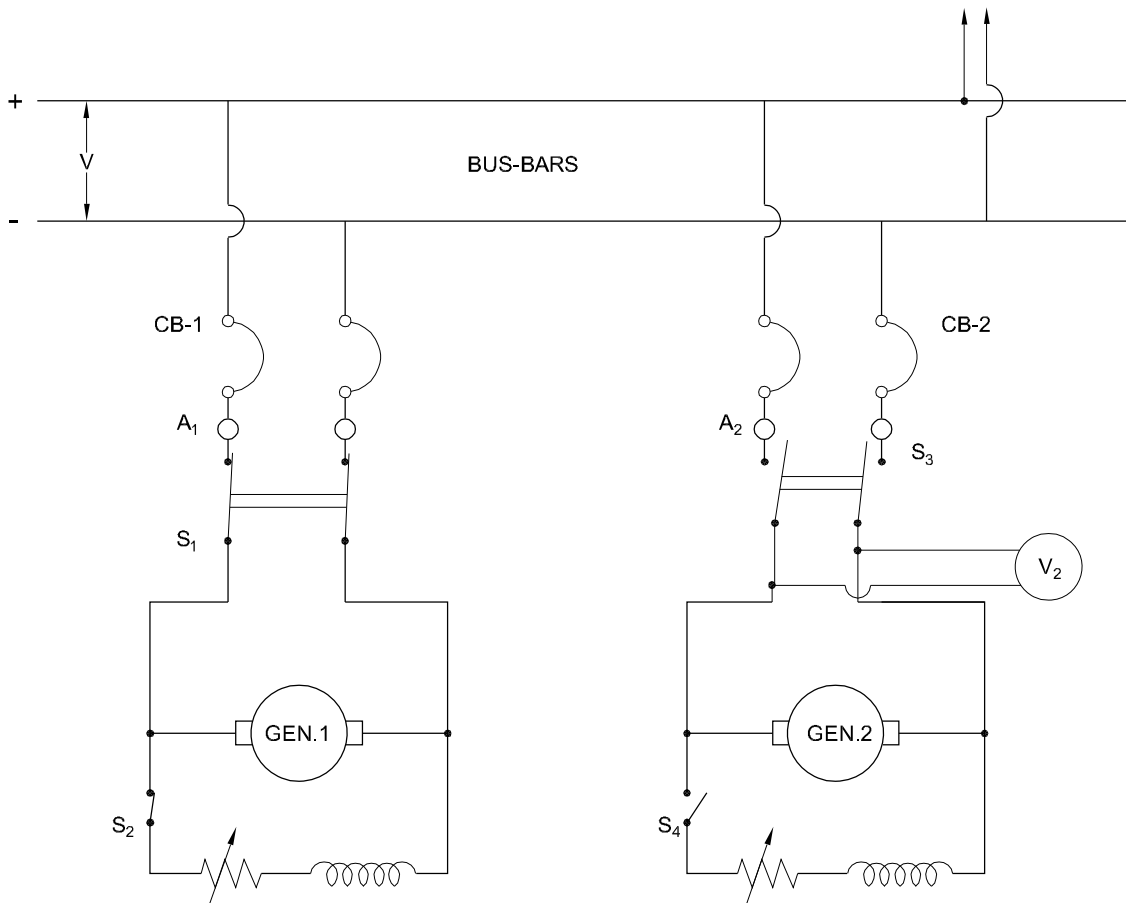 +
V
BUS-BARS
-
CB-1
CB-2
A₁
A₂
S₃
S₁
V₂
GEN.1
GEN.2
S₂
S₄